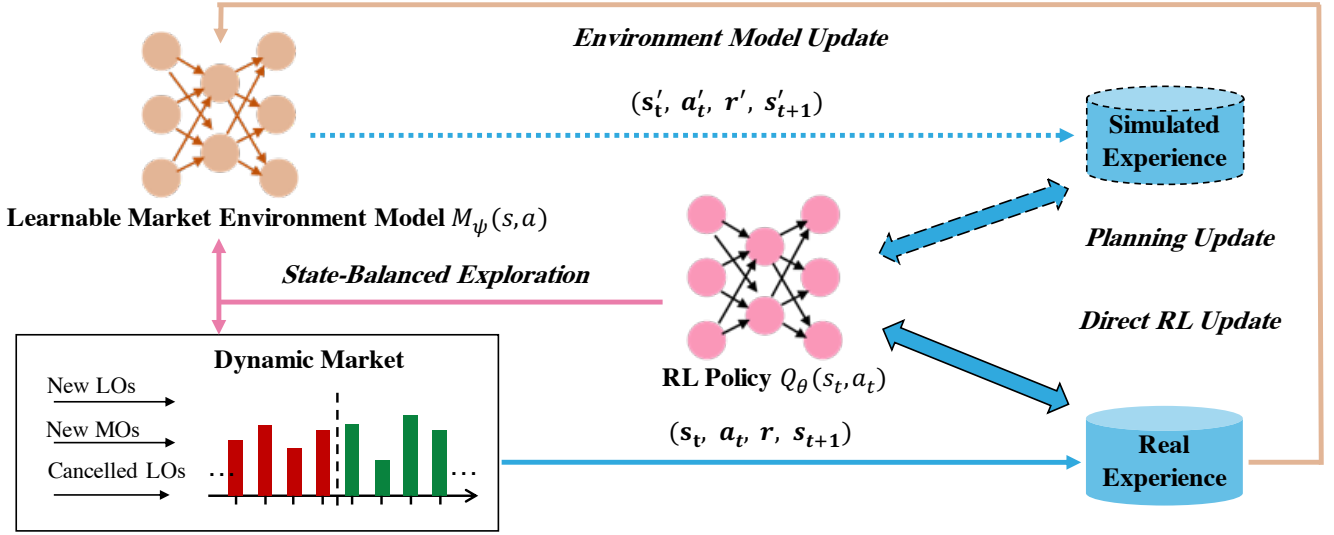 Environment Model Update
(s′t, a′t, r′, s′t+1)
Simulated
Experience
Learnable Market Environment Model Mψ(s,a)
Planning Update
State-Balanced Exploration
Direct RL Update
Dynamic Market
RL Policy Qθ(st,at)
New LOs
(st, at, r, st+1)
New MOs
Real
Experience
Cancelled LOs
...
...